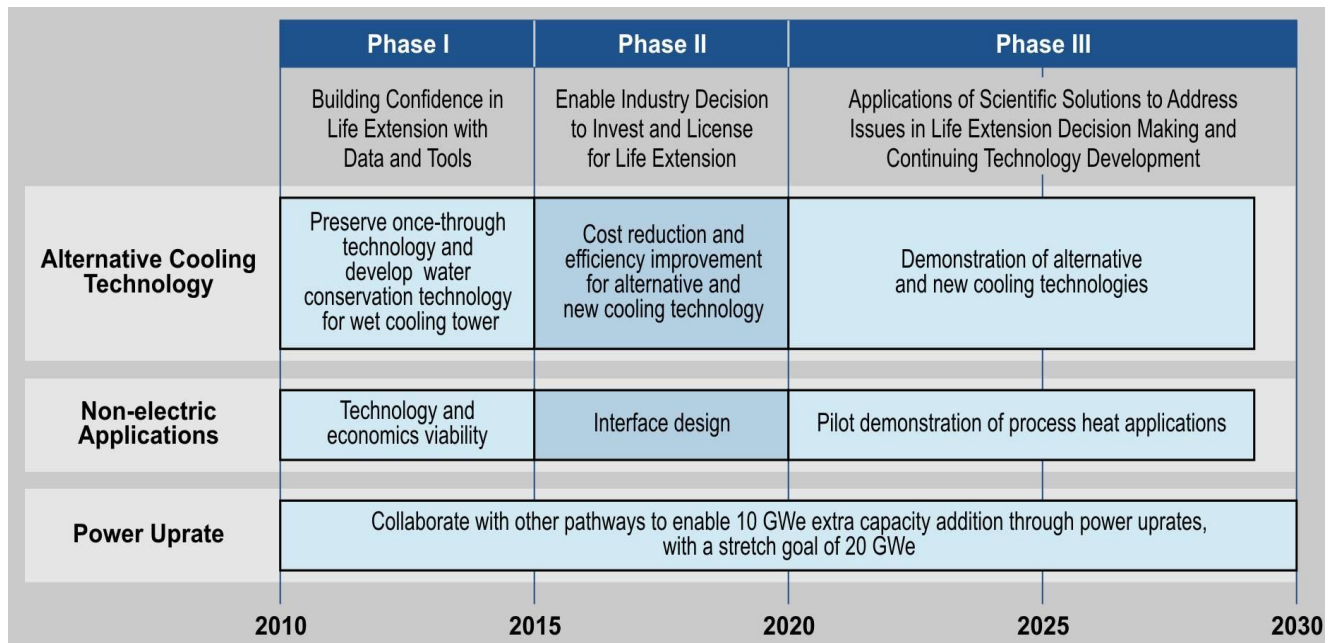 Phase I
Phase II
Phase III
Building Confidence in
Life Extension with
Data and Tools
Enable Industry Decision
to Invest and License
for Life Extension
Applications of Scientific Solutions to Address
Issues in Life Extension Decision Making and
Continuing Technology Development
Alternative Cooling
Technology
Preserve once-through
technology and
develop water
conservation technology
for wet cooling tower
Cost reduction and
efficiency improvement
for alternative and
new cooling technology
Demonstration of alternative
and new cooling technologies
Non-electric
Applications
Technology and
economics viability
Interface design
Pilot demonstration of process heat applications
Power Uprate
Collaborate with other pathways to enable 10 GWe extra capacity addition through power uprates,
with a stretch goal of 20 GWe
2010
2015
2020
2025
2030